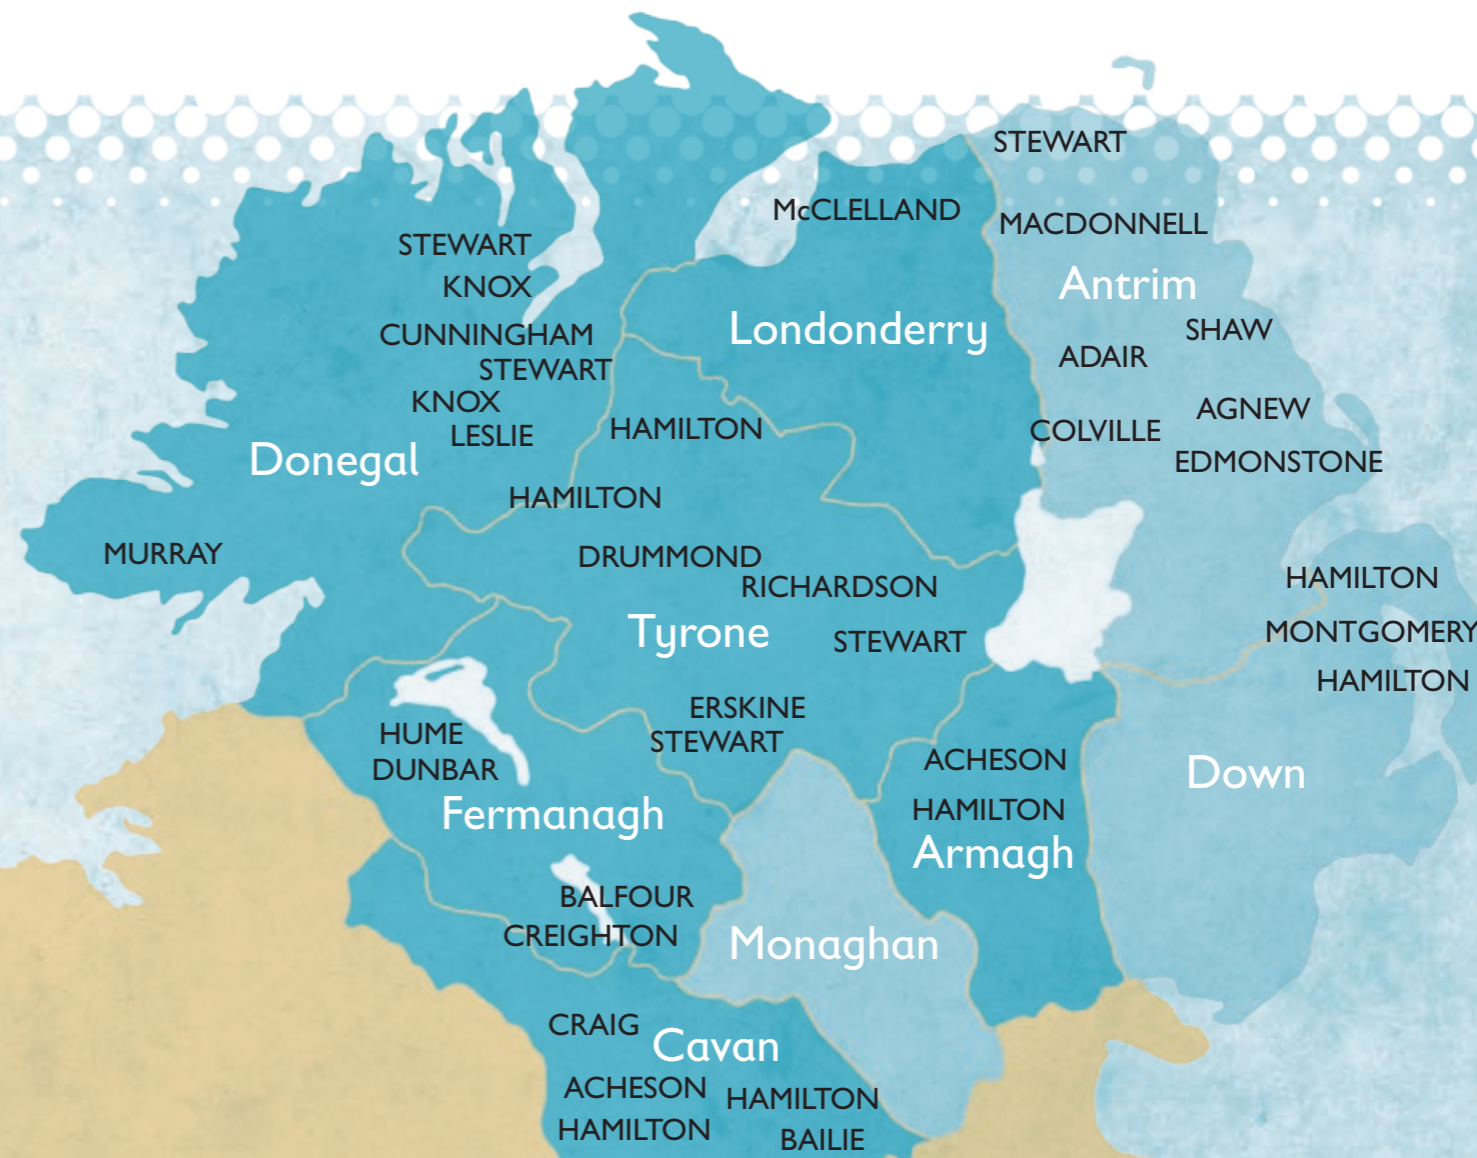 STEWART
McCLELLAND
MACDONNELL
STEWART
KNOX
Antrim
Londonderry
SHAW
CUNNINGHAM
ADAIR
STEWART
KNOX
AGNEW
HAMILTON
COLVILLE
LESLIE
Donegal
EDMONSTONE
HAMILTON
MURRAY
DRUMMOND
HAMILTON
RICHARDSON
Tyrone
MONTGOMERY
STEWART
HAMILTON
ERSKINE
HUME
STEWART
ACHESON
DUNBAR
Down
HAMILTON
Fermanagh
Armagh
BALFOUR
CREIGHTON
Monaghan
CRAIG
Cavan
ACHESON
HAMILTON
HAMILTON
BAILIE